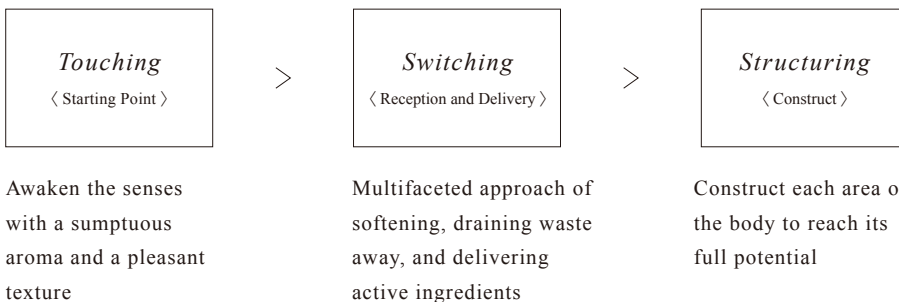 Touching
〈 Starting Point 〉
Awaken the senses
with a sumptuous
aroma and a pleasant
texture
>
Switching
〈 Reception and Delivery 〉
Multifaceted approach of
softening, draining waste
away, and delivering
active ingredients
>
Structuring
〈 Construct 〉
Construct each area o
the body to reach its
full potential